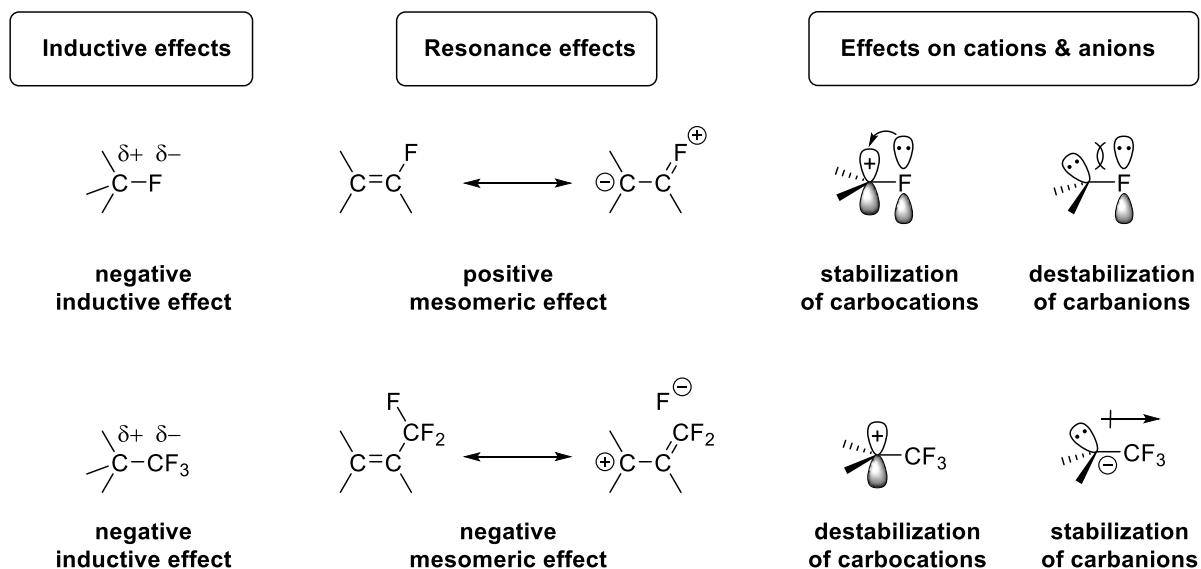 Inductive effects
Resonance effects
Effects on cations & anions
δ+ δ−
C–F
F
C=C
F⊕
⊖C–C
+
F
F
negative
inductive effect
positive
mesomeric effect
stabilization
of carbocations
destabilization
of carbanions
δ+ δ−
C–CF₃
F
CF₂
C=C
F⊖
CF₂
⊕C–C
+
CF₃
⊖
CF₃
negative
inductive effect
negative
mesomeric effect
destabilization
of carbocations
stabilization
of carbanions